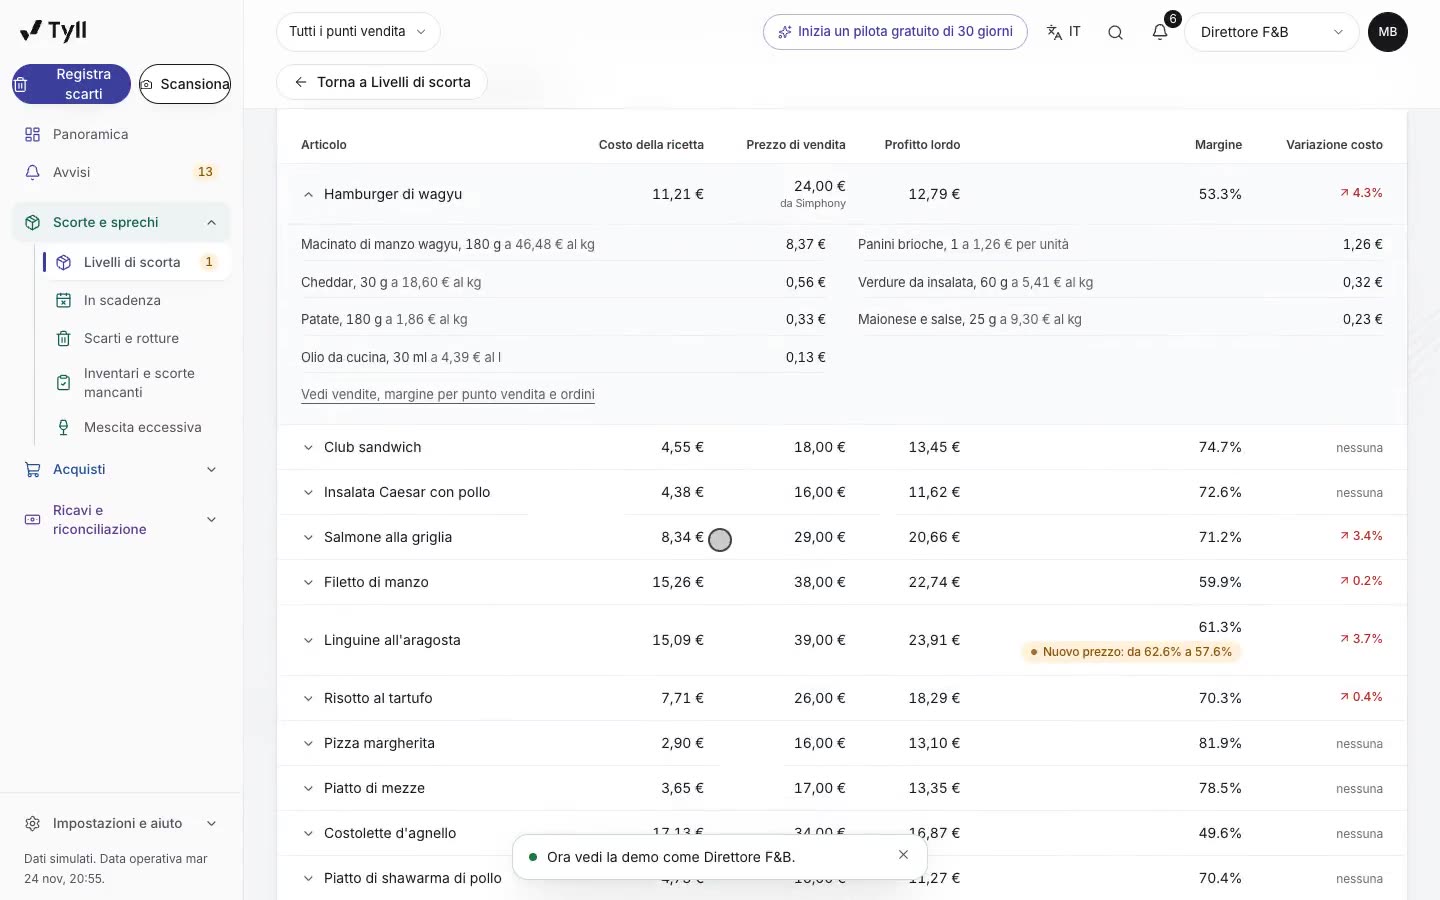 Tyll
Tutti i punti vendita
Inizia un pilota gratuito di 30 giorni
IT
6
Direttore F&B
MB
Registra scarti
Scansiona
Torna a Livelli di scorta
Panoramica
Avvisi 13
Scorte e sprechi
Livelli di scorta 1
In scadenza
Scarti e rotture
Inventari e scorte
mancanti
Mescita eccessiva
Acquisti
Ricavi e
riconciliazione
Impostazioni e aiuto
Dati simulati. Data operativa mar
24 nov, 20:55.
Articolo Costo della ricetta Prezzo di vendita Profitto lordo Margine Variazione costo
Hamburger di wagyu 11,21 € 24,00 € 12,79 € 53.3% 4.3%
da Simphony
Macinato di manzo wagyu, 180 g a 46,48 € al kg 8,37 € Panini brioche, 1 a 1,26 € per unità 1,26 €
Cheddar, 30 g a 18,60 € al kg 0,56 € Verdure da insalata, 60 g a 5,41 € al kg 0,32 €
Patate, 180 g a 1,86 € al kg 0,33 € Maionese e salse, 25 g a 9,30 € al kg 0,23 €
Olio da cucina, 30 ml a 4,39 € al l 0,13 €
Vedi vendite, margine per punto vendita e ordini
Club sandwich 4,55 € 18,00 € 13,45 € 74.7% nessuna
Insalata Caesar con pollo 4,38 € 16,00 € 11,62 € 72.6% nessuna
Salmone alla griglia 8,34 € 29,00 € 20,66 € 71.2% 3.4%
Filetto di manzo 15,26 € 38,00 € 22,74 € 59.9% 0.2%
Linguine all'aragosta 15,09 € 39,00 € 23,91 € 61.3% 3.7%
Nuovo prezzo: da 62.6% a 57.6%
Risotto al tartufo 7,71 € 26,00 € 18,29 € 70.3% 0.4%
Pizza margherita 2,90 € 16,00 € 13,10 € 81.9% nessuna
Piatto di mezze 3,65 € 17,00 € 13,35 € 78.5% nessuna
Costolette d'agnello 17,13 € 34,00 € 16,87 € 49.6% nessuna
Ora vedi la demo come Direttore F&B.
Piatto di shawarma di pollo 11,27 € 70.4% nessuna